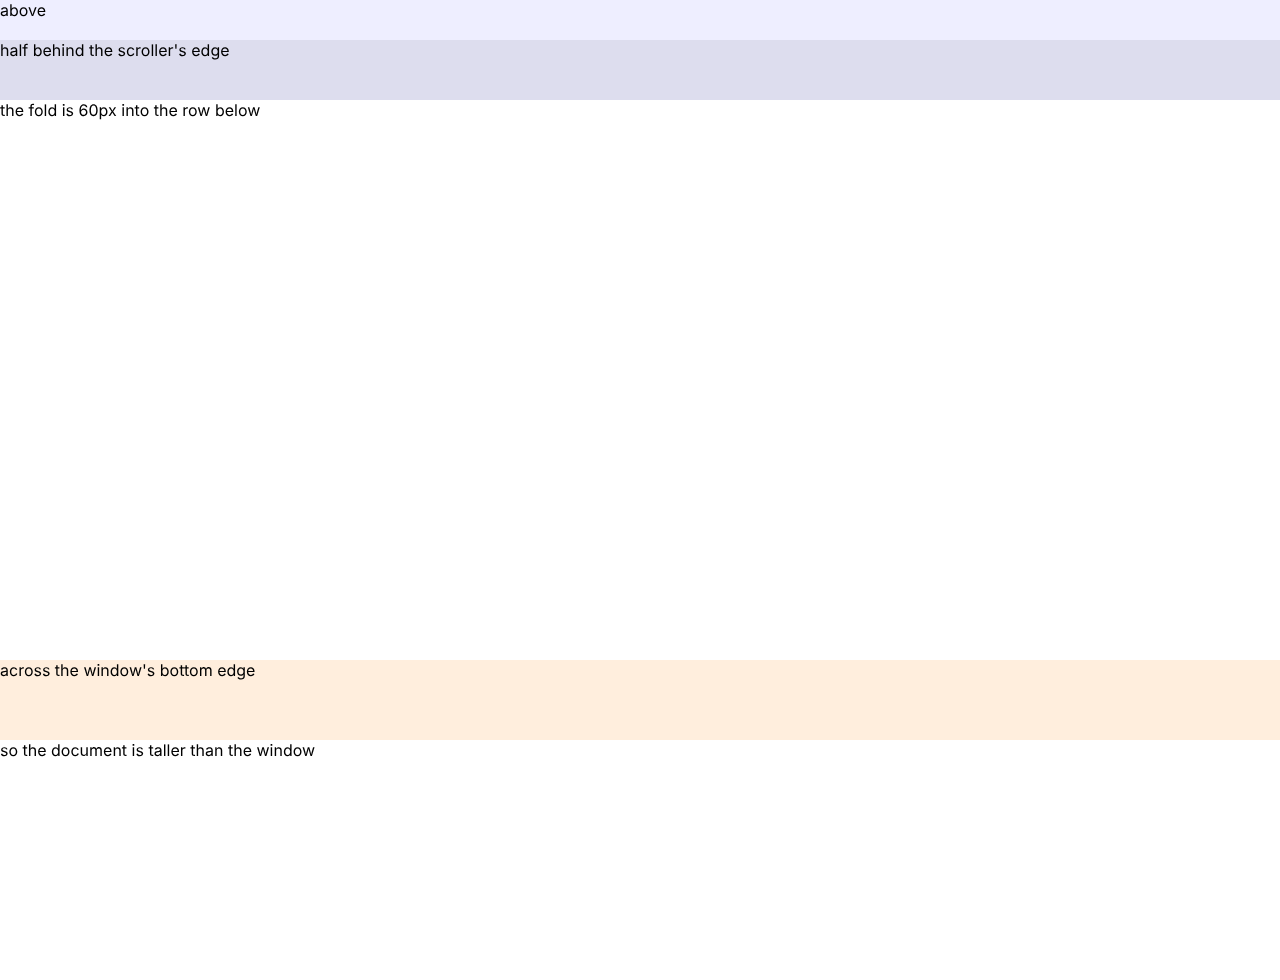 above
half behind the scroller's edge
the fold is 60px into the row below
across the window's bottom edge
so the document is taller than the window